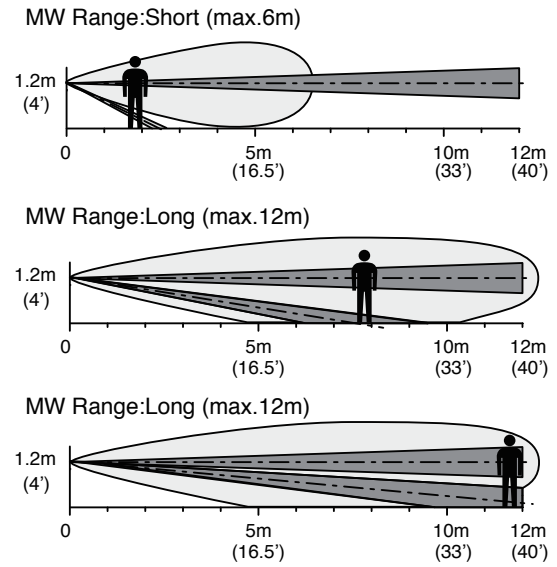 MW Range:Short (max.6m)
1.2m
(4’)
0 5m 10m 12m
(16.5’) (33’) (40’)
MW Range:Long (max.12m)
1.2m
(4’)
0 5m 10m 12m
(16.5’) (33’) (40’)
MW Range:Long (max.12m)
1.2m
(4’)
0 5m 10m 12m
(16.5’) (33’) (40’)